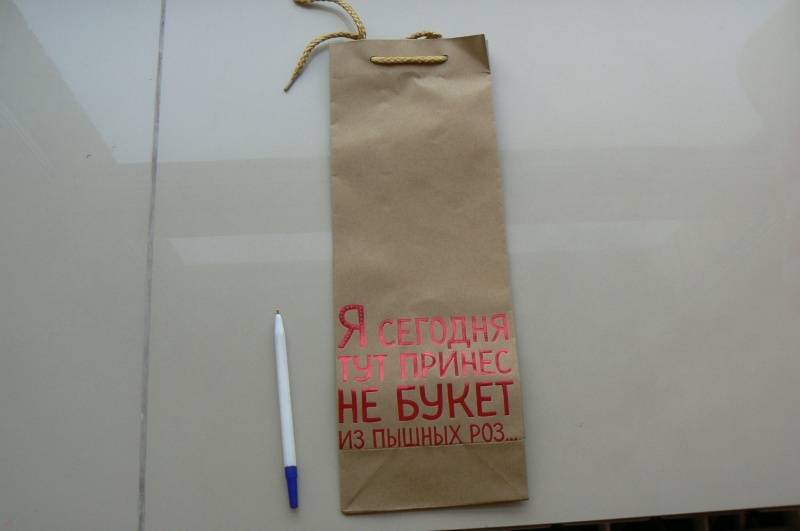 Я СЕГОДНЯ
ТУТ ПРИНЕС
НЕ БУКЕТ
ИЗ ПЫШНЫХ РОЗ...